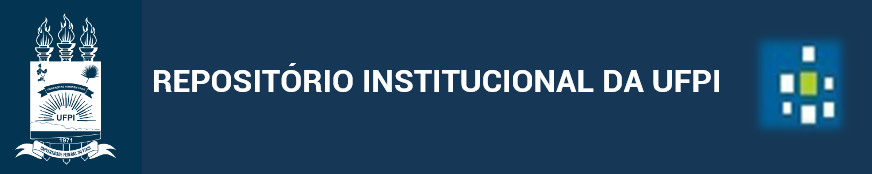 REPOSITÓRIO INSTITUCIONAL DA UFPI
UFPI
1971